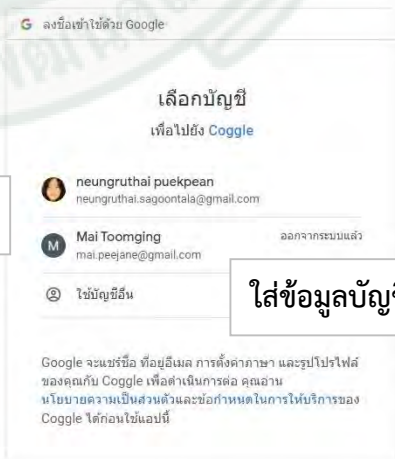 ลงชื่อเข้าใช้ด้วย Google
เลือกบัญชี
เพื่อไปยัง Coggle
neungruthai puekpean
neungruthai.sagoontala@gmail.com
M
Mai Toomging
ออกจากระบบแล้ว
mai.peejane@gmail.com
ใช้บัญชีอื่น
ใส่ข้อมูลบัญชี
Google จะแชร์ชื่อ ที่อยู่อีเมล การตั้งค่าภาษา และรูปโปรไฟล์
ของคุณกับ Coggle เพื่อดำเนินการต่อ คุณอ่าน
นโยบายความเป็นส่วนตัวและข้อกำหนดในการให้บริการของ
Coggle ได้ก่อนใช้แอปนี้